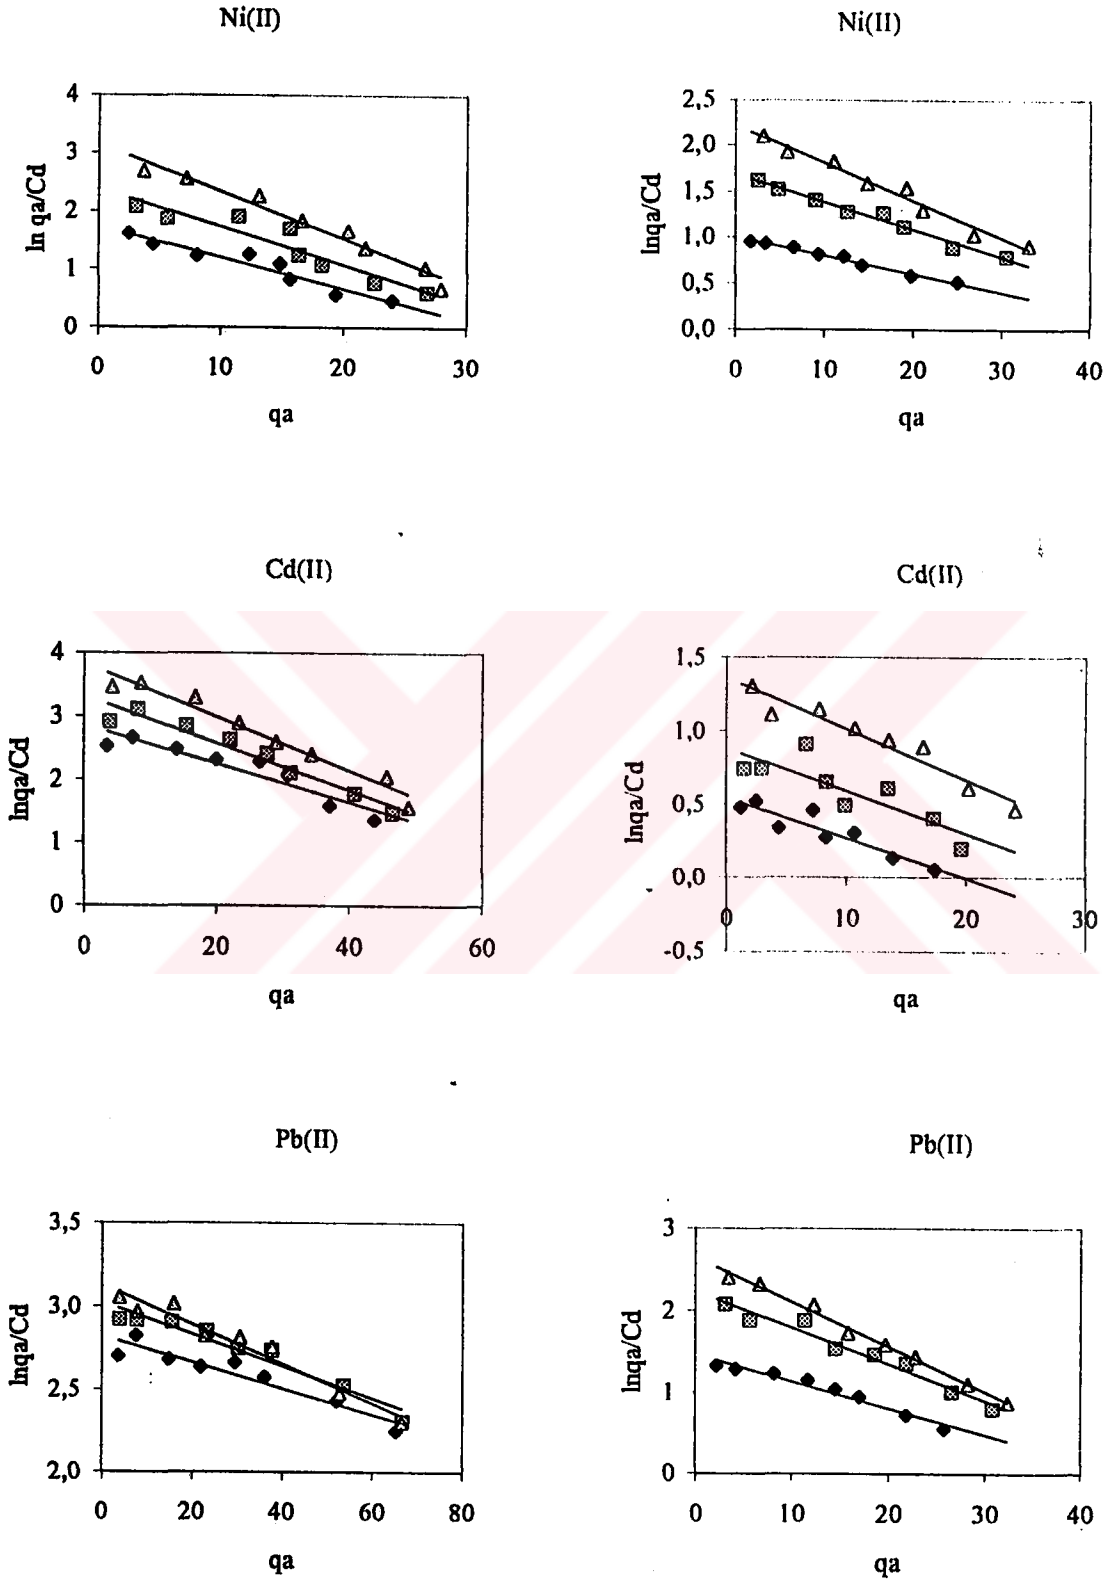 Ni(II)
4
3
2
1
0
ln qa/Cd
0 10 20 30
qa
Ni(II)
2,5
2,0
1,5
1,0
0,5
0,0
lnqa/Cd
0 10 20 30 40
qa
Cd(II)
4
3
2
1
0
lnqa/Cd
0 20 40 60
qa
Cd(II)
1,5
1,0
0,5
0,0
-0,5
lnqa/Cd
0 10 20 30
qa
Pb(II)
3,5
3,0
2,5
2,0
lnqa/Cd
0 20 40 60 80
qa
Pb(II)
3
2
1
0
lnqa/Cd
0 10 20 30 40
qa